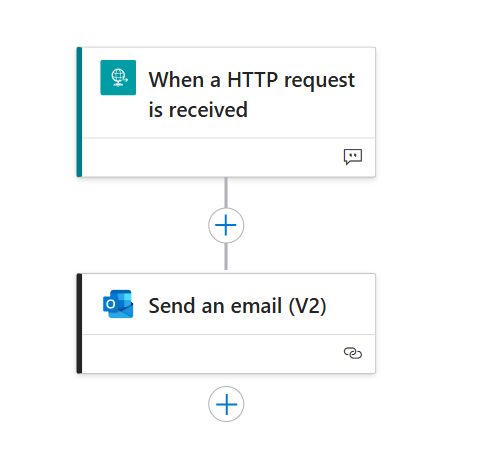 When a HTTP request
is received
Send an email (V2)